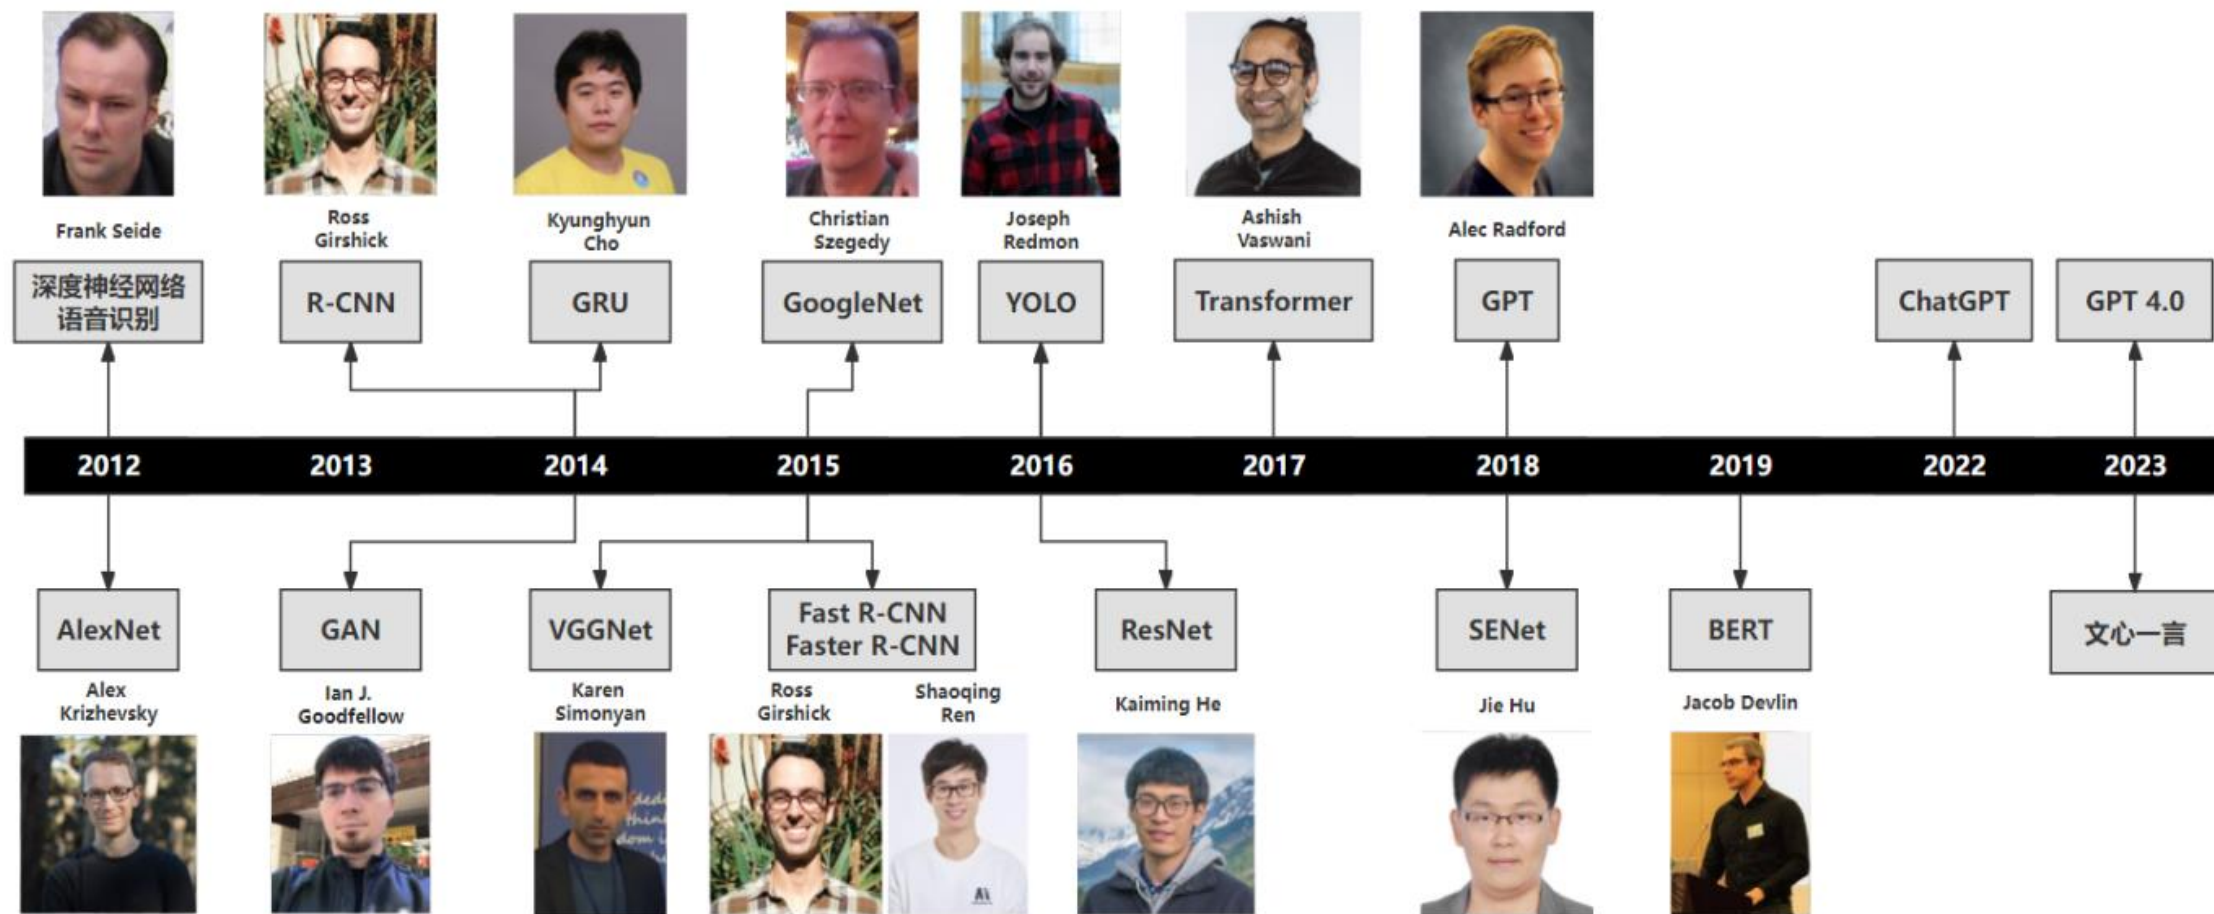 Frank Seide
Ross
Girshick
Kyunghyun
Cho
Christian
Szegedy
Joseph
Redmon
Ashish
Vaswani
Alec Radford
深度神经网络
语音识别
R-CNN
GRU
GoogleNet
YOLO
Transformer
GPT
ChatGPT
GPT 4.0
2012
2013
2014
2015
2016
2017
2018
2019
2022
2023
AlexNet
GAN
VGGNet
Fast R-CNN
Faster R-CNN
ResNet
SENet
BERT
文心一言
Alex
Krizhevsky
Ian J.
Goodfellow
Karen
Simonyan
Ross
Girshick
Shaoqing
Ren
Kaiming He
Jie Hu
Jacob Devlin